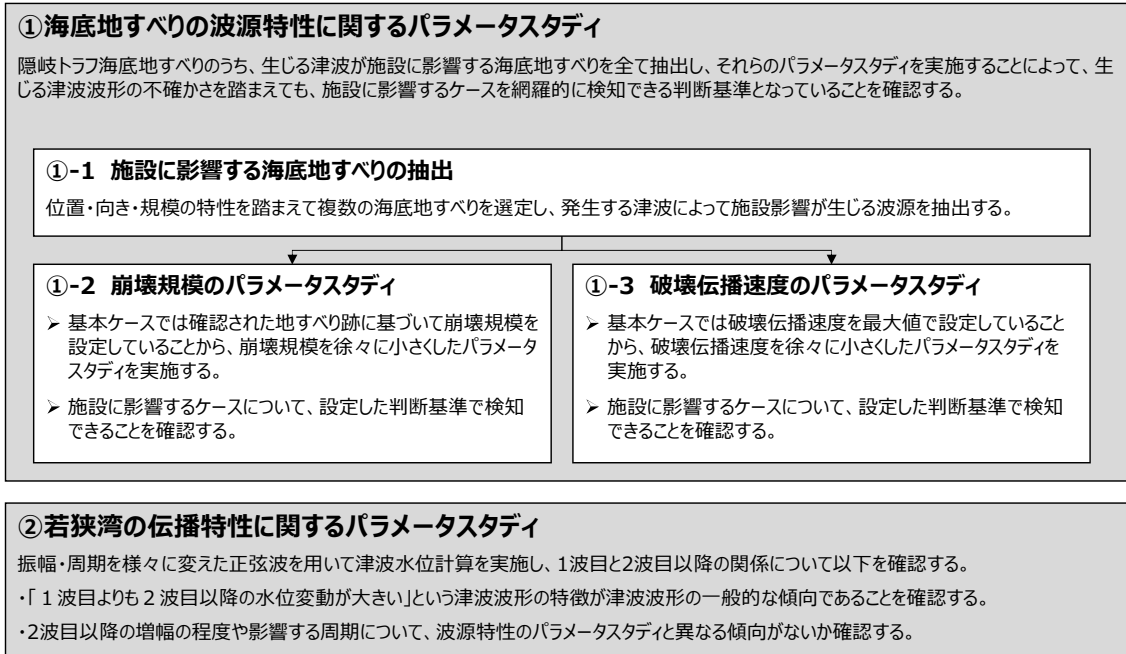 ①海底地すべりの波源特性に関するパラメータスタディ
隠岐トラフ海底地すべりのうち、生じる津波が施設に影響する海底地すべりを全て抽出し、それらのパラメータスタディを実施することによって、生
じる津波波形の不確かさを踏まえても、施設に影響するケースを網羅的に検知できる判断基準となっていることを確認する。
①-1 施設に影響する海底地すべりの抽出
位置・向き・規模の特性を踏まえて複数の海底地すべりを選定し、発生する津波によって施設影響が生じる波源を抽出する。
①-2 崩壊規模のパラメータスタディ
➢ 基本ケースでは確認された地すべり跡に基づいて崩壊規模を
設定していることから、崩壊規模を徐々に小さくしたパラメータ
スタディを実施する。
➢ 施設に影響するケースについて、設定した判断基準で検知
できることを確認する。
①-3 破壊伝播速度のパラメータスタディ
➢ 基本ケースでは破壊伝播速度を最大値で設定していること
から、破壊伝播速度を徐々に小さくしたパラメータスタディを
実施する。
➢ 施設に影響するケースについて、設定した判断基準で検知
できることを確認する。
②若狭湾の伝播特性に関するパラメータスタディ
振幅・周期を様々に変えた正弦波を用いて津波水位計算を実施し、1波目と2波目以降の関係について以下を確認する。
・「１波目よりも２波目以降の水位変動が大きい」という津波波形の特徴が津波波形の一般的な傾向であることを確認する。
・2波目以降の増幅の程度や影響する周期について、波源特性のパラメータスタディと異なる傾向がないか確認する。